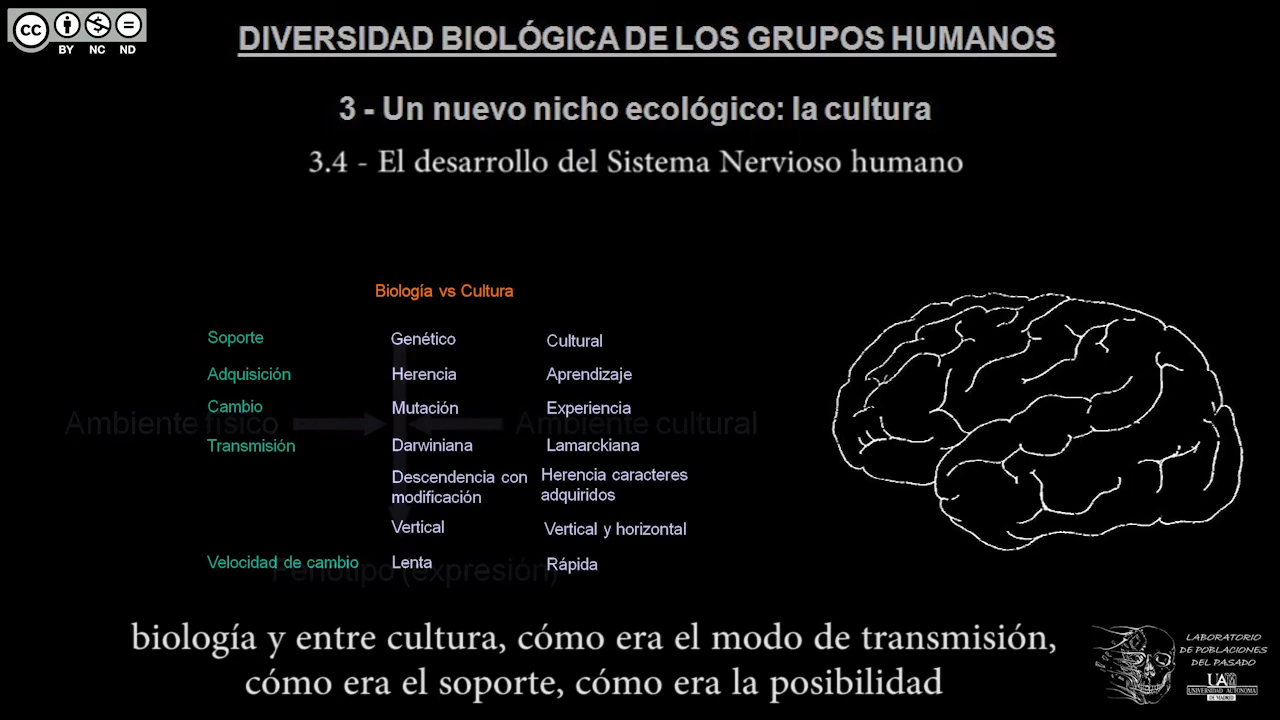 CC
BY NC ND
DIVERSIDAD BIOLÓGICA DE LOS GRUPOS HUMANOS
3 - Un nuevo nicho ecológico: la cultura
3.4 - El desarrollo del Sistema Nervioso humano
Biología vs Cultura
Soporte Genético Cultural
Adquisición Herencia Aprendizaje
Cambio Mutación Experiencia
Ambiente físico Ambiente cultural
Transmisión Darwiniana Lamarckiana
Descendencia con Herencia caracteres
modificación adquiridos
Vertical Vertical y horizontal
Velocidad de cambio Lenta Rápida
Fenotipo (expresión)
biología y entre cultura, cómo era el modo de transmisión,
cómo era el soporte, cómo era la posibilidad
LABORATORIO
DE POBLACIONES
DEL PASADO
UAM
UNIVERSIDAD AUTONOMA
DE MADRID